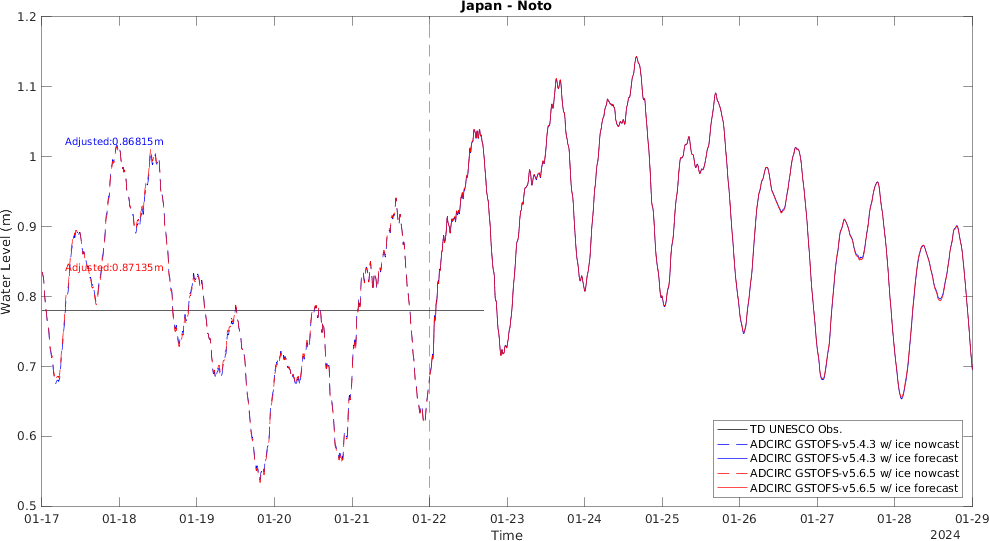 Japan - Noto
1.2
1.1
1
0.9
0.8
0.7
0.6
0.5
Water Level (m)
Adjusted:0.86815m
Adjusted:0.87135m
TD UNESCO Obs.
ADCIRC GSTOFS-v5.4.3 w/ ice nowcast
ADCIRC GSTOFS-v5.4.3 w/ ice forecast
ADCIRC GSTOFS-v5.6.5 w/ ice nowcast
ADCIRC GSTOFS-v5.6.5 w/ ice forecast
01-17 01-18 01-19 01-20 01-21 01-22 01-23 01-24 01-25 01-26 01-27 01-28 01-29
Time
2024